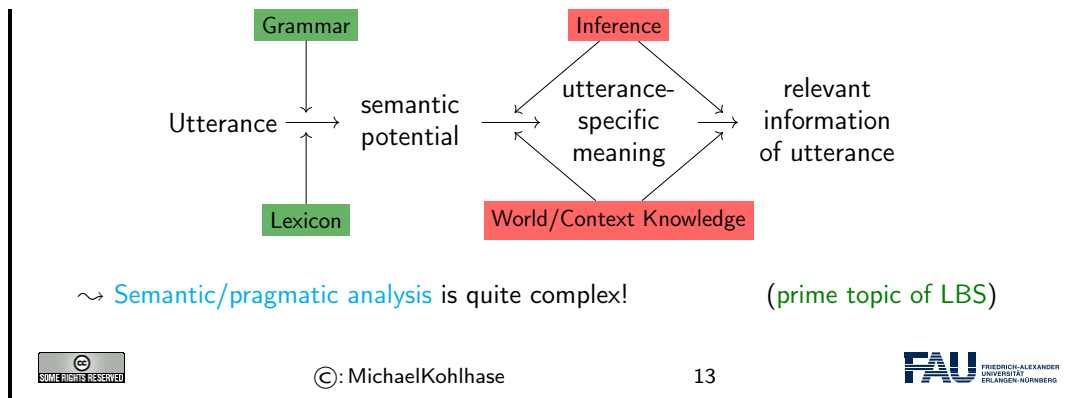 Grammar
Inference
Utterance
semantic
potential
utterance-
specific
meaning
relevant
information
of utterance
Lexicon
World/Context Knowledge
⇝ Semantic/pragmatic analysis is quite complex! (prime topic of LBS)
cc
SOME RIGHTS RESERVED
©: MichaelKohlhase
13
FAU
FRIEDRICH-ALEXANDER
UNIVERSITÄT
ERLANGEN-NÜRNBERG